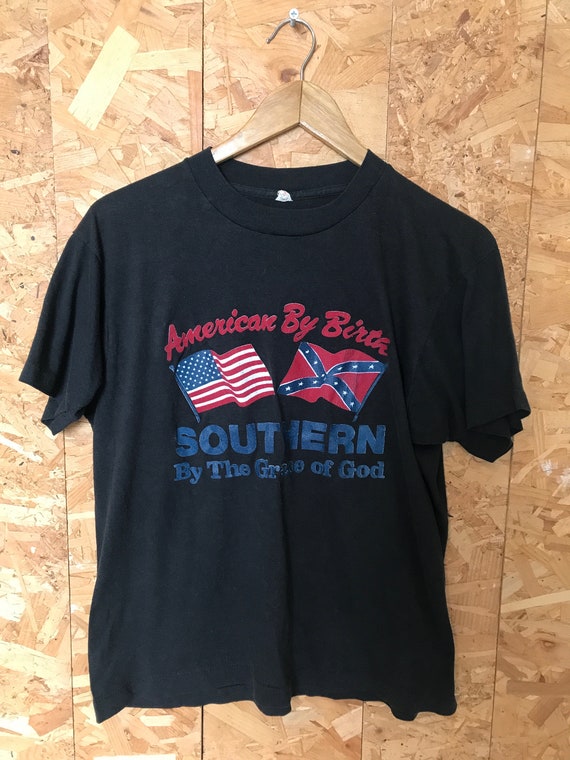 American By Birth
SOUTHERN
By The Grace of God